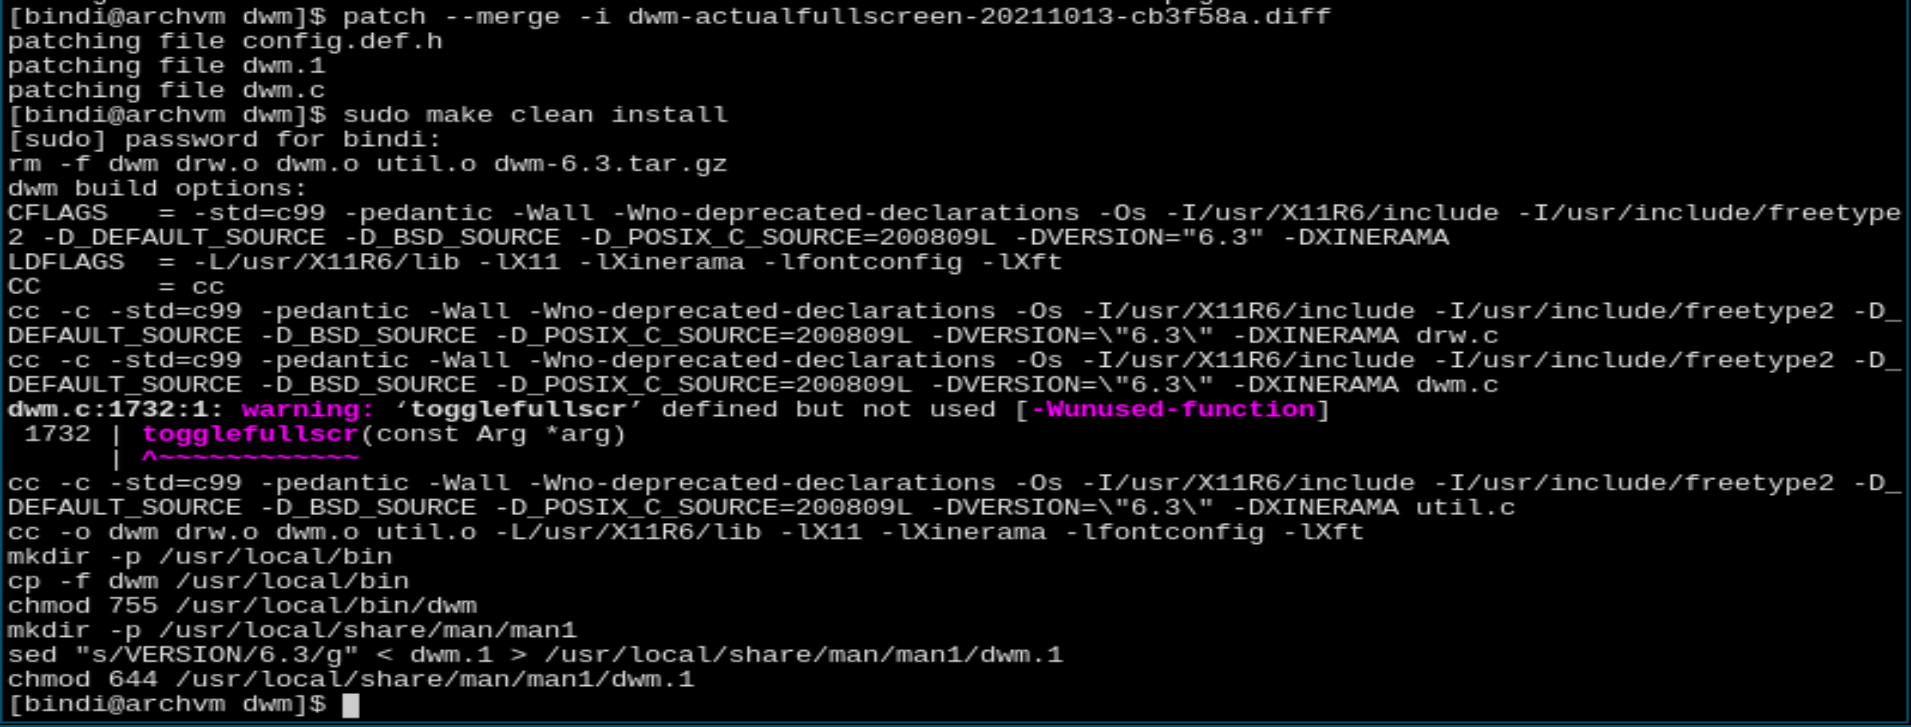 [bindi@archvm dwm]$ patch --merge -i dwm-actualfullscreen-20211013-cb3f58a.diff
patching file config.def.h
patching file dwm.1
patching file dwm.c
[bindi@archvm dwm]$ sudo make clean install
[sudo] password for bindi:
rm -f dwm drw.o dwm.o util.o dwm-6.3.tar.gz
dwm build options:
CFLAGS   = -std=c99 -pedantic -Wall -Wno-deprecated-declarations -Os -I/usr/X11R6/include -I/usr/include/freetype
2 -D_DEFAULT_SOURCE -D_BSD_SOURCE -D_POSIX_C_SOURCE=200809L -DVERSION="6.3" -DXINERAMA
LDFLAGS  = -L/usr/X11R6/lib -lX11 -lXinerama -lfontconfig -lXft
CC       = cc
cc -c -std=c99 -pedantic -Wall -Wno-deprecated-declarations -Os -I/usr/X11R6/include -I/usr/include/freetype2 -D_
DEFAULT_SOURCE -D_BSD_SOURCE -D_POSIX_C_SOURCE=200809L -DVERSION=\"6.3\" -DXINERAMA drw.c
cc -c -std=c99 -pedantic -Wall -Wno-deprecated-declarations -Os -I/usr/X11R6/include -I/usr/include/freetype2 -D_
DEFAULT_SOURCE -D_BSD_SOURCE -D_POSIX_C_SOURCE=200809L -DVERSION=\"6.3\" -DXINERAMA dwm.c
dwm.c:1732:1: warning: ‘togglefullscr’ defined but not used [-Wunused-function]
 1732 | togglefullscr(const Arg *arg)
      | ^~~~~~~~~~~~~
cc -c -std=c99 -pedantic -Wall -Wno-deprecated-declarations -Os -I/usr/X11R6/include -I/usr/include/freetype2 -D_
DEFAULT_SOURCE -D_BSD_SOURCE -D_POSIX_C_SOURCE=200809L -DVERSION=\"6.3\" -DXINERAMA util.c
cc -o dwm drw.o dwm.o util.o -L/usr/X11R6/lib -lX11 -lXinerama -lfontconfig -lXft
mkdir -p /usr/local/bin
cp -f dwm /usr/local/bin
chmod 755 /usr/local/bin/dwm
mkdir -p /usr/local/share/man/man1
sed "s/VERSION/6.3/g" < dwm.1 > /usr/local/share/man/man1/dwm.1
chmod 644 /usr/local/share/man/man1/dwm.1
[bindi@archvm dwm]$